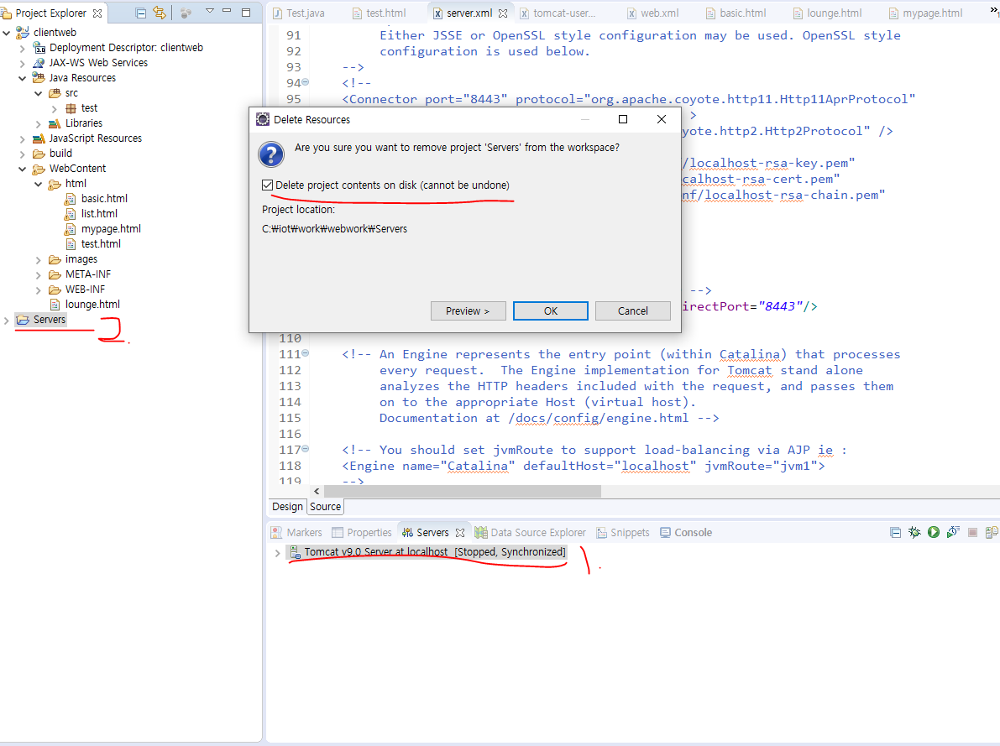 Project Explorer
clientweb
Deployment Descriptor: clientweb
JAX-WS Web Services
Java Resources
src
test
Libraries
JavaScript Resources
build
WebContent
html
basic.html
list.html
mypage.html
test.html
images
META-INF
WEB-INF
lounge.html
Servers
2.
Test.java test.html server.xml tomcat-user... web.xml basic.html lounge.html mypage.html »1
91 Either JSSE or OpenSSL style configuration may be used. OpenSSL style
92 configuration is used below.
93 -->
94 <!--
95 <Connector port="8443" protocol="org.apache.coyote.http11.Http11AprProtocol"
>
yote.http2.Http2Protocol" />
/localhost-rsa-key.pem"
calhost-rsa-cert.pem"
nf/localhost-rsa-chain.pem"
-->
irectPort="8443"/>
110
111 <!-- An Engine represents the entry point (within Catalina) that processes
112 every request.  The Engine implementation for Tomcat stand alone
113 analyzes the HTTP headers included with the request, and passes them
114 on to the appropriate Host (virtual host).
115 Documentation at /docs/config/engine.html -->
116
117 <!-- You should set jvmRoute to support load-balancing via AJP ie :
118 <Engine name="Catalina" defaultHost="localhost" jvmRoute="jvm1">
119 -->
Delete Resources
Are you sure you want to remove project 'Servers' from the workspace?
Delete project contents on disk (cannot be undone)
Project location:
C:₩iot₩work₩webwork₩Servers
Preview > OK Cancel
Design Source
Markers Properties Servers Data Source Explorer Snippets Console
Tomcat v9.0 Server at localhost [Stopped, Synchronized]
1.